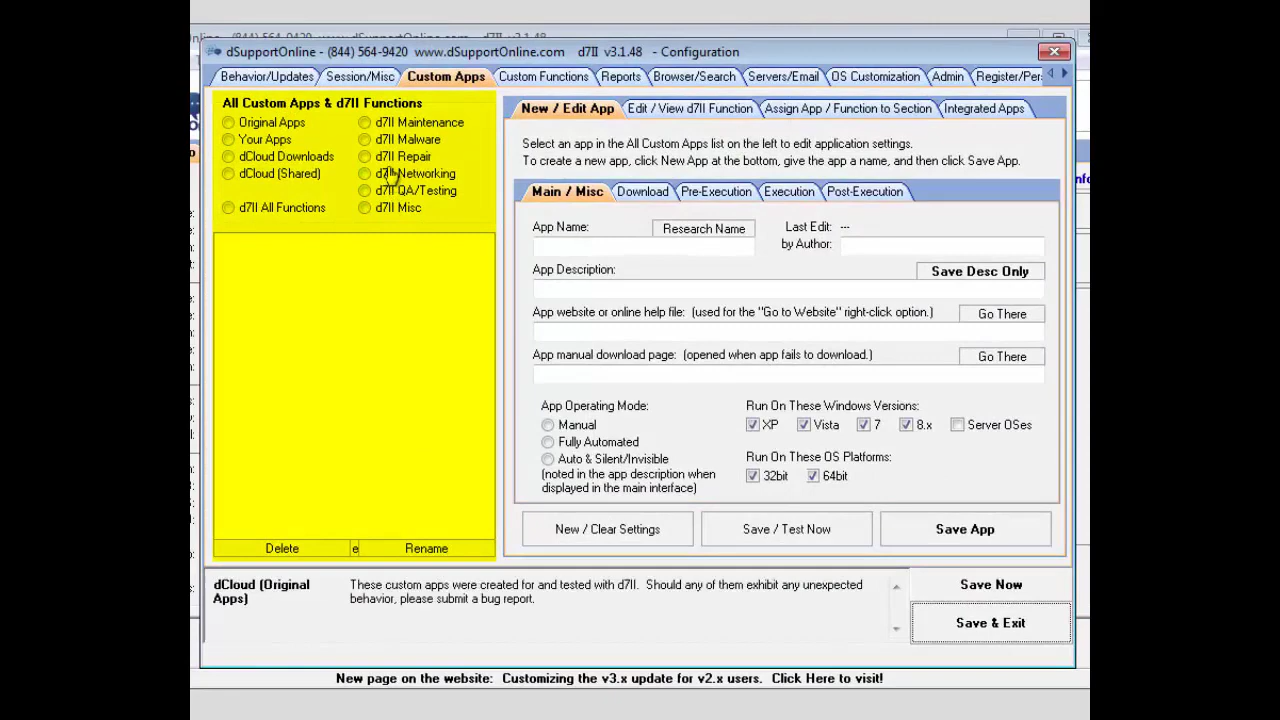 dSupportOnline - (844) 564-9420 www.dSupportOnline.com d7II v3.1.48 - Configuration
Behavior/Updates Session/Misc Custom Apps Custom Functions Reports Browser/Search Servers/Email OS Customization Admin Register/Per
All Custom Apps & d7II Functions
Original Apps d7II Maintenance
Your Apps d7II Malware
dCloud Downloads d7II Repair
dCloud (Shared) d7II Networking
d7II QA/Testing
d7II All Functions d7II Misc
Delete e Rename
New / Edit App Edit / View d7II Function Assign App / Function to Section Integrated Apps
Select an app in the All Custom Apps list on the left to edit application settings.
To create a new app, click New App at the bottom, give the app a name, and then click Save App.
Main / Misc Download Pre-Execution Execution Post-Execution
App Name: Research Name Last Edit: ---
by Author:
App Description: Save Desc Only
App website or online help file: (used for the "Go to Website" right-click option.) Go There
App manual download page: (opened when app fails to download.) Go There
App Operating Mode: Run On These Windows Versions:
Manual XP Vista 7 8.x Server OSes
Fully Automated
Auto & Silent/Invisible Run On These OS Platforms:
(noted in the app description when 32bit 64bit
displayed in the main interface)
New / Clear Settings Save / Test Now Save App
dCloud (Original These custom apps were created for and tested with d7II. Should any of them exhibit any unexpected
Apps) behavior, please submit a bug report.
Save Now
Save & Exit
New page on the website: Customizing the v3.x update for v2.x users. Click Here to visit!